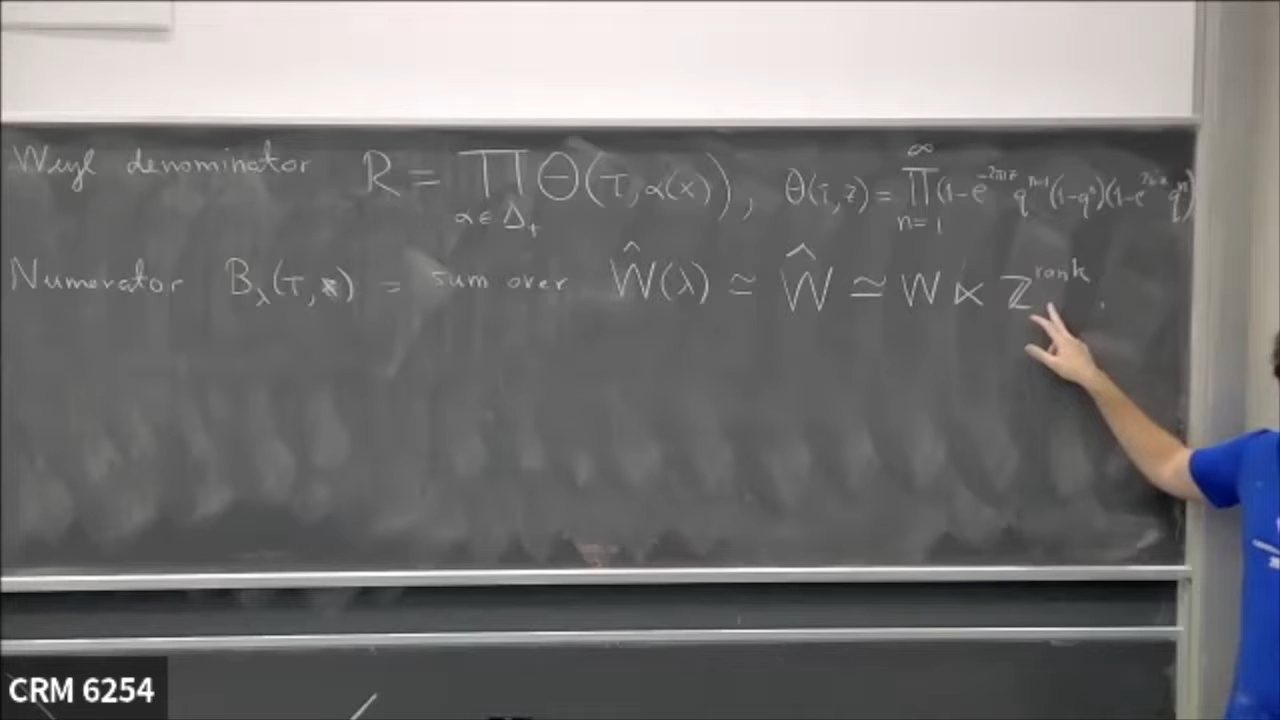 Weyl denominator R = ∏_{α∈Δ₊} Θ(τ, α(x)), θ(τ,z) = ∏_{n=1}^{∞} (1-e^{-2πiz} q^{n-1})(1-q^n)(1-e^{2πiz} q^n)
Numerator B_λ(τ,x) = sum over Ŵ(λ) ≃ Ŵ ≃ W ⋉ ℤ^{rank}.
CRM 6254